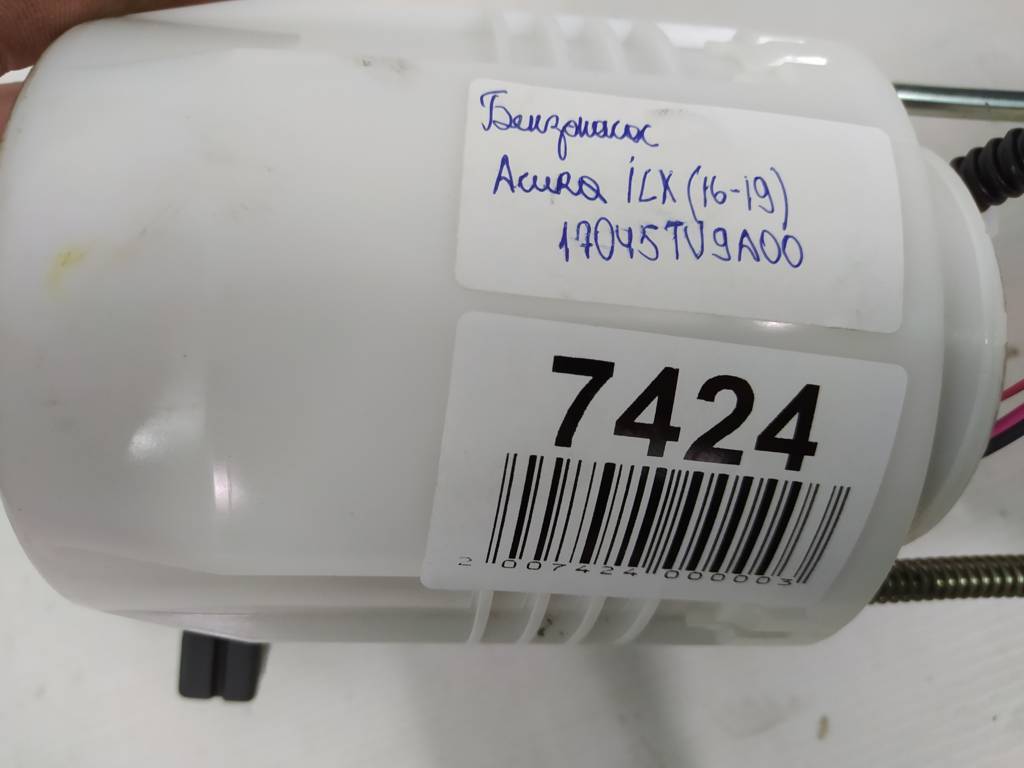 Бензонасос
Acura ILX (16-19)
17045TV9A00
7424
2 007424 000003